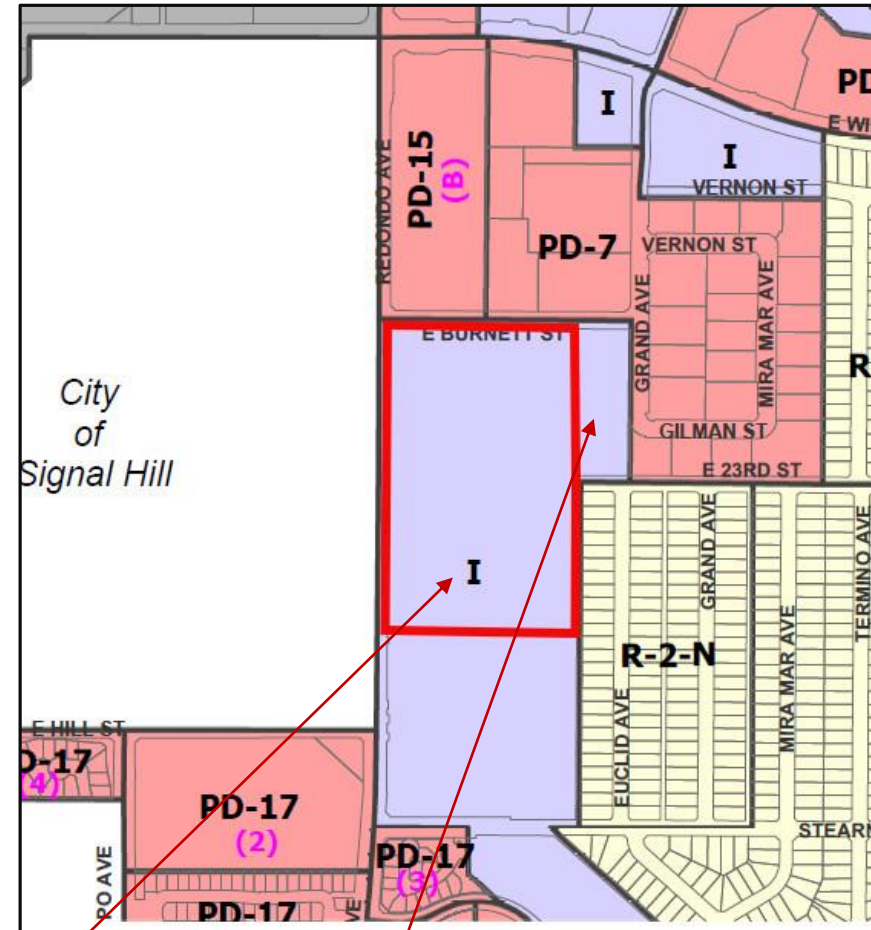 PD
I
E WI
I
VERNON ST
REDONDO AVE
PD-15
(B)
PD-7
VERNON ST
GRAND AVE
MIRA MAR AVE
E BURNETT ST
R
City
of
Signal Hill
GILMAN ST
E 23RD ST
I
GRAND AVE
TERMINO AVE
R-2-N
EUCLID AVE
MIRA MAR AVE
E HILL ST
D-17
(4)
PD-17
(2)
STEARN
PD-17
(3)
PO AVE
PD-17
VE